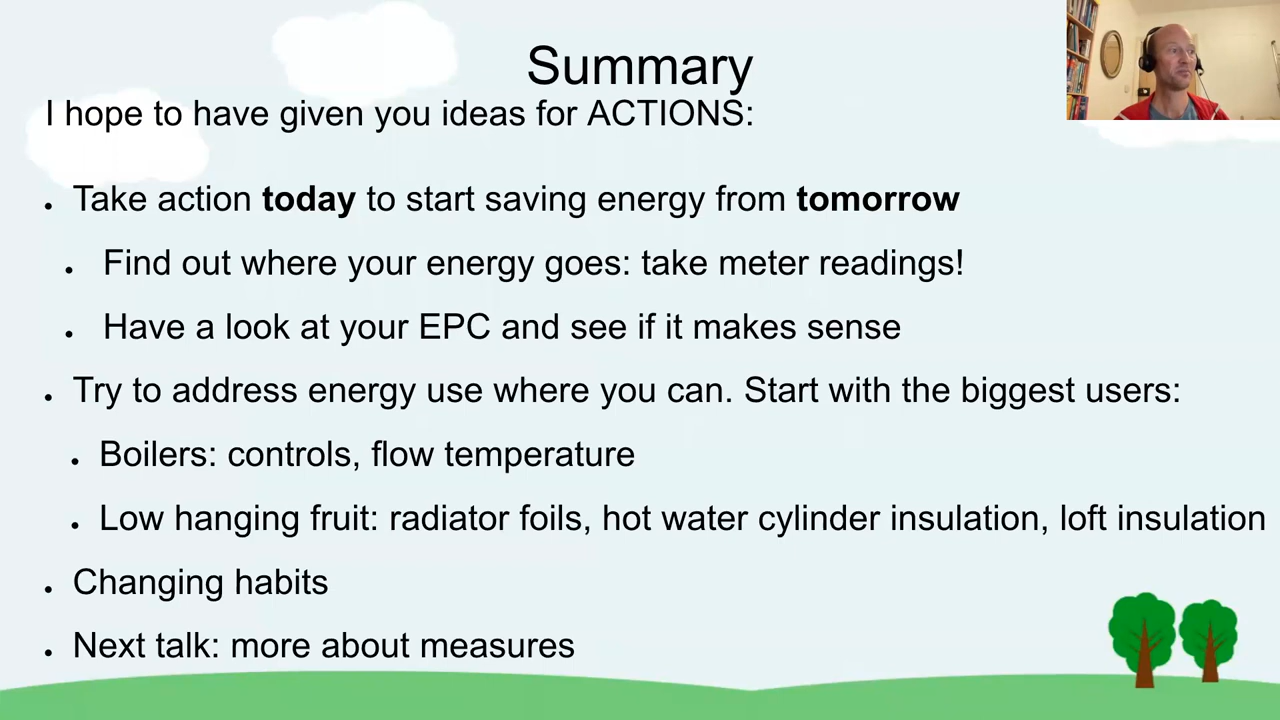 Summary
I hope to have given you ideas for ACTIONS:
• Take action today to start saving energy from tomorrow
• Find out where your energy goes: take meter readings!
• Have a look at your EPC and see if it makes sense
• Try to address energy use where you can. Start with the biggest users:
• Boilers: controls, flow temperature
• Low hanging fruit: radiator foils, hot water cylinder insulation, loft insulation
• Changing habits
• Next talk: more about measures